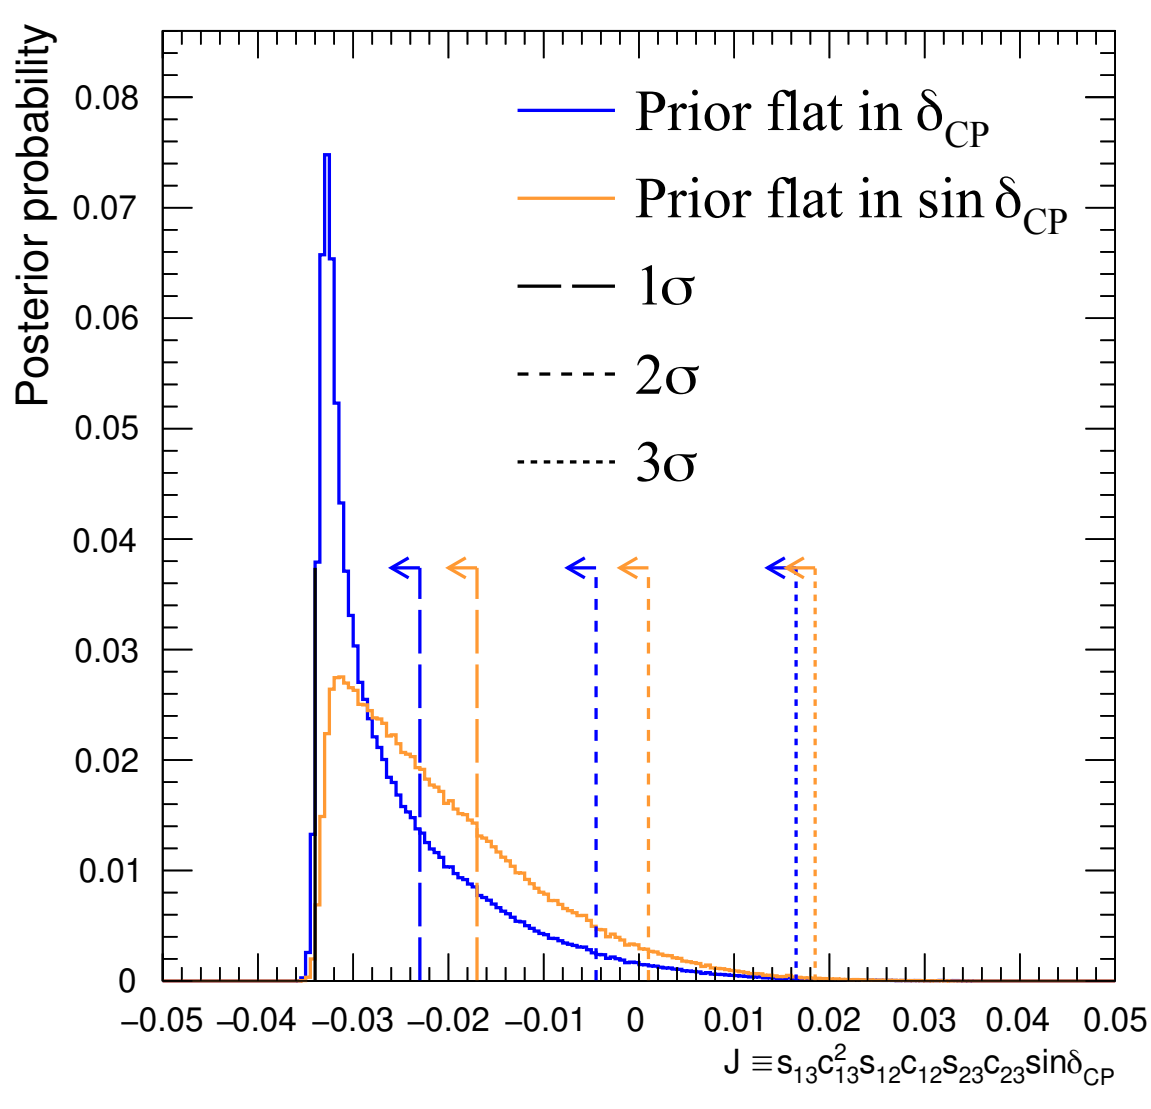 Posterior probability
0.08
0.07
0.06
0.05
0.04
0.03
0.02
0.01
0
Prior flat in δCP
Prior flat in sin δCP
1σ
2σ
3σ
−0.05 −0.04 −0.03 −0.02 −0.01 0 0.01 0.02 0.03 0.04 0.05
J ≡s13c²13s12c12s23c23sinδCP